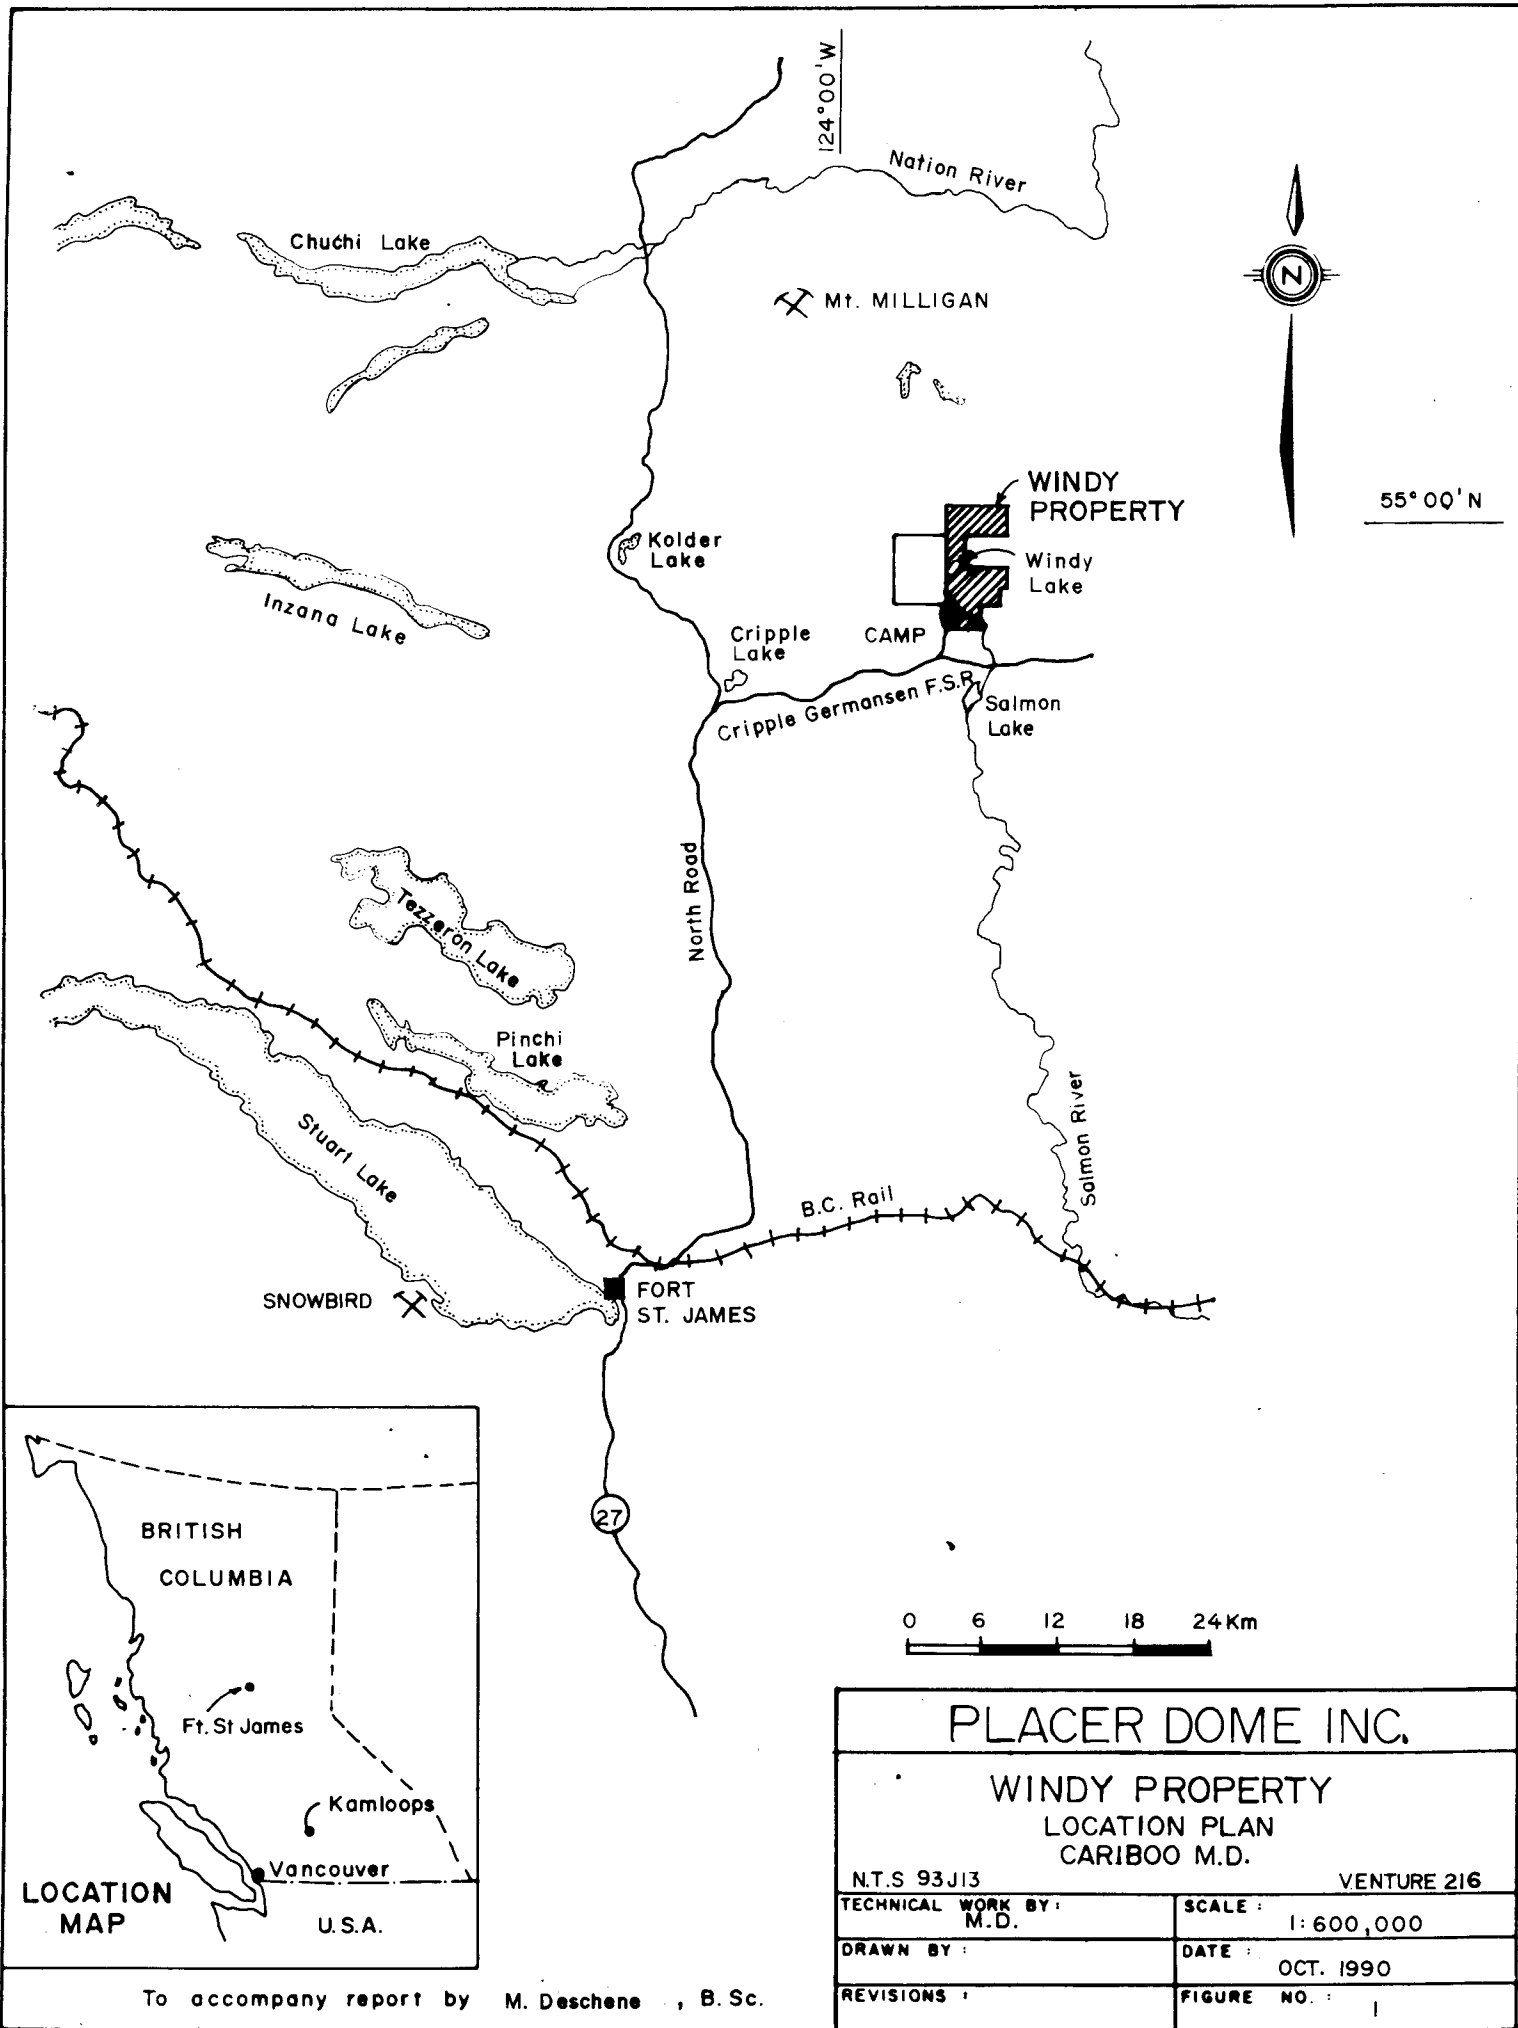 124°00'W
Nation River
Chuchi Lake
N
Mt. MILLIGAN
WINDY
PROPERTY
55°00'N
Kolder
Lake
Windy
Lake
Inzana Lake
Cripple
Lake
CAMP
Cripple Germansen F.S.R.
Salmon
Lake
North Road
Tezzeron Lake
Pinchi
Lake
Stuart Lake
Salmon River
B.C. Rail
SNOWBIRD
FORT
ST. JAMES
27
BRITISH
COLUMBIA
Ft. St James
Kamloops
Vancouver
LOCATION
MAP
U.S.A.
0 6 12 18 24 Km
PLACER DOME INC.
WINDY PROPERTY
LOCATION PLAN
CARIBOO M.D.
N.T.S 93J13 VENTURE 216
TECHNICAL WORK BY:
M.D.
SCALE :
1:600,000
DRAWN BY :
DATE :
OCT. 1990
REVISIONS :
FIGURE NO. :
1
To accompany report by M. Deschene , B. Sc.